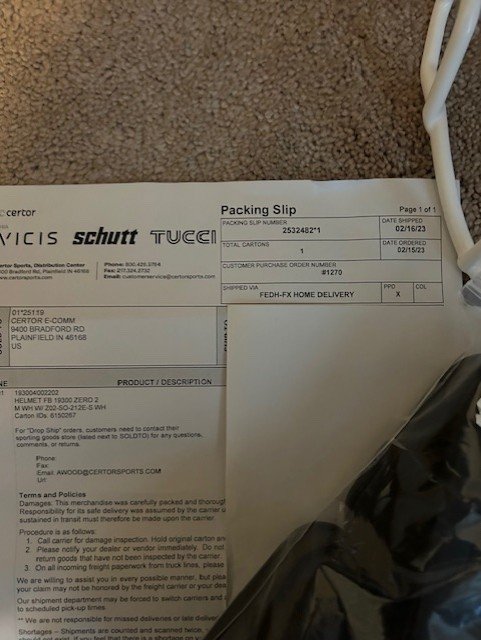 certor
VICIS schutt TUCCI
Packing Slip
Page 1 of 1
PACKING SLIP NUMBER
2532482*1
DATE SHIPPED
02/16/23
TOTAL CARTONS
1
DATE ORDERED
02/15/23
CUSTOMER PURCHASE ORDER NUMBER
#1270
SHIPPED VIA
FEDH-FX HOME DELIVERY
PPD
X
COL
Certor Sports, Distribution Center
Bradford Rd, Plainfield IN 46168
certorsports.com
Phone: 800.426.9784
Fax: 217.324.2732
Email: customerservice@certorsports.com
01*25119
CERTOR E-COMM
9400 BRADFORD RD
PLAINFIELD IN 46168
US
PRODUCT / DESCRIPTION
193004002202
HELMET FB 19300 ZERO 2
M WH W/ Z02-SO-212E-S WH
Carton IDs: 6150267
For "Drop Ship" orders, customers need to contact their
sporting goods store (listed next to SOLDTO) for any questions,
comments, or returns.
Phone:
Fax:
Email: AWOOD@CERTORSPORTS.COM
Url:
Terms and Policies
Damages: This merchandise was carefully packed and
Responsibility for its safe delivery was assumed by the carrier
sustained in transit must therefore be made upon the carrier
Procedure is as follows:
1. Call carrier for damage inspection. Hold original carton
2. Please notify your dealer or vendor immediately. Do not
return goods that have not been inspected by the carrier.
3. On all incoming freight paperwork from truck lines, please
We are willing to assist you in every possible manner, but
your claim may not be honored by the freight carrier or your
Our shipment department may be forced to switch carriers
to scheduled pick-up times
** We are not responsible for missed deliveries or late
Shortages – Shipments are counted and scanned twice.